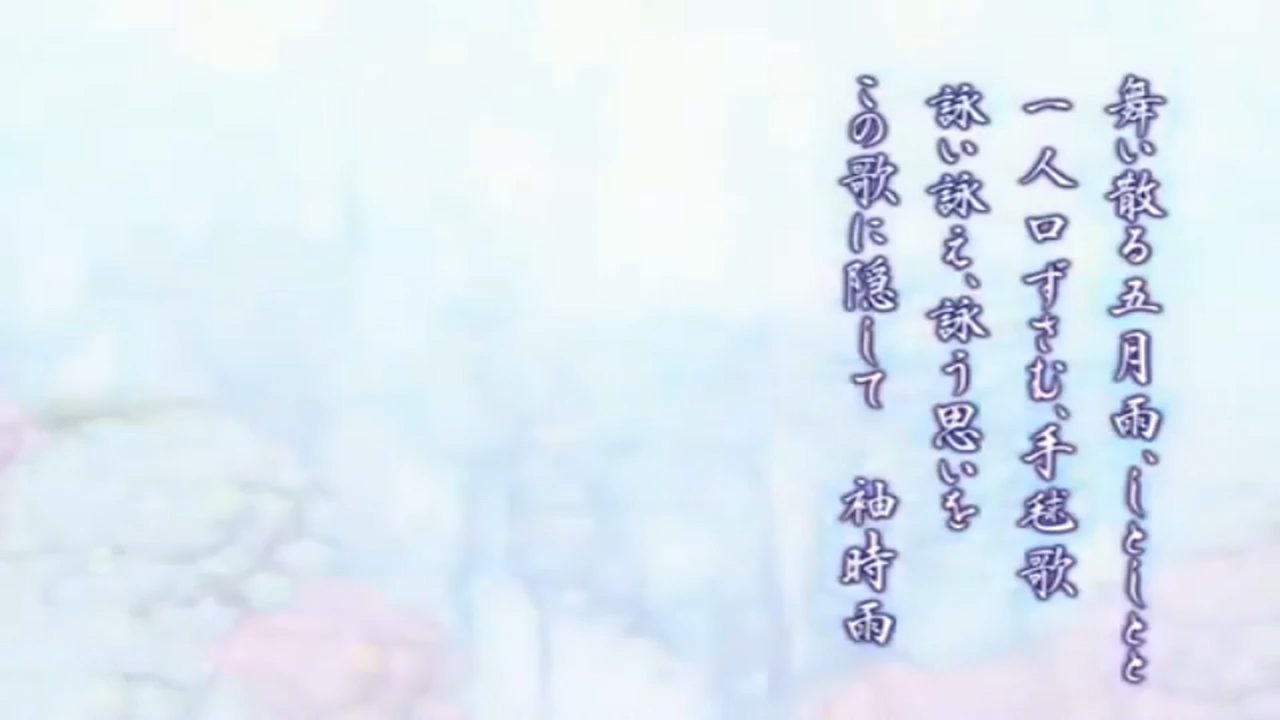 舞い散る五月雨、しとしとと
一人口ずさむ、手毬歌
詠い詠え、詠う思いを
この歌に隠して　袖時雨